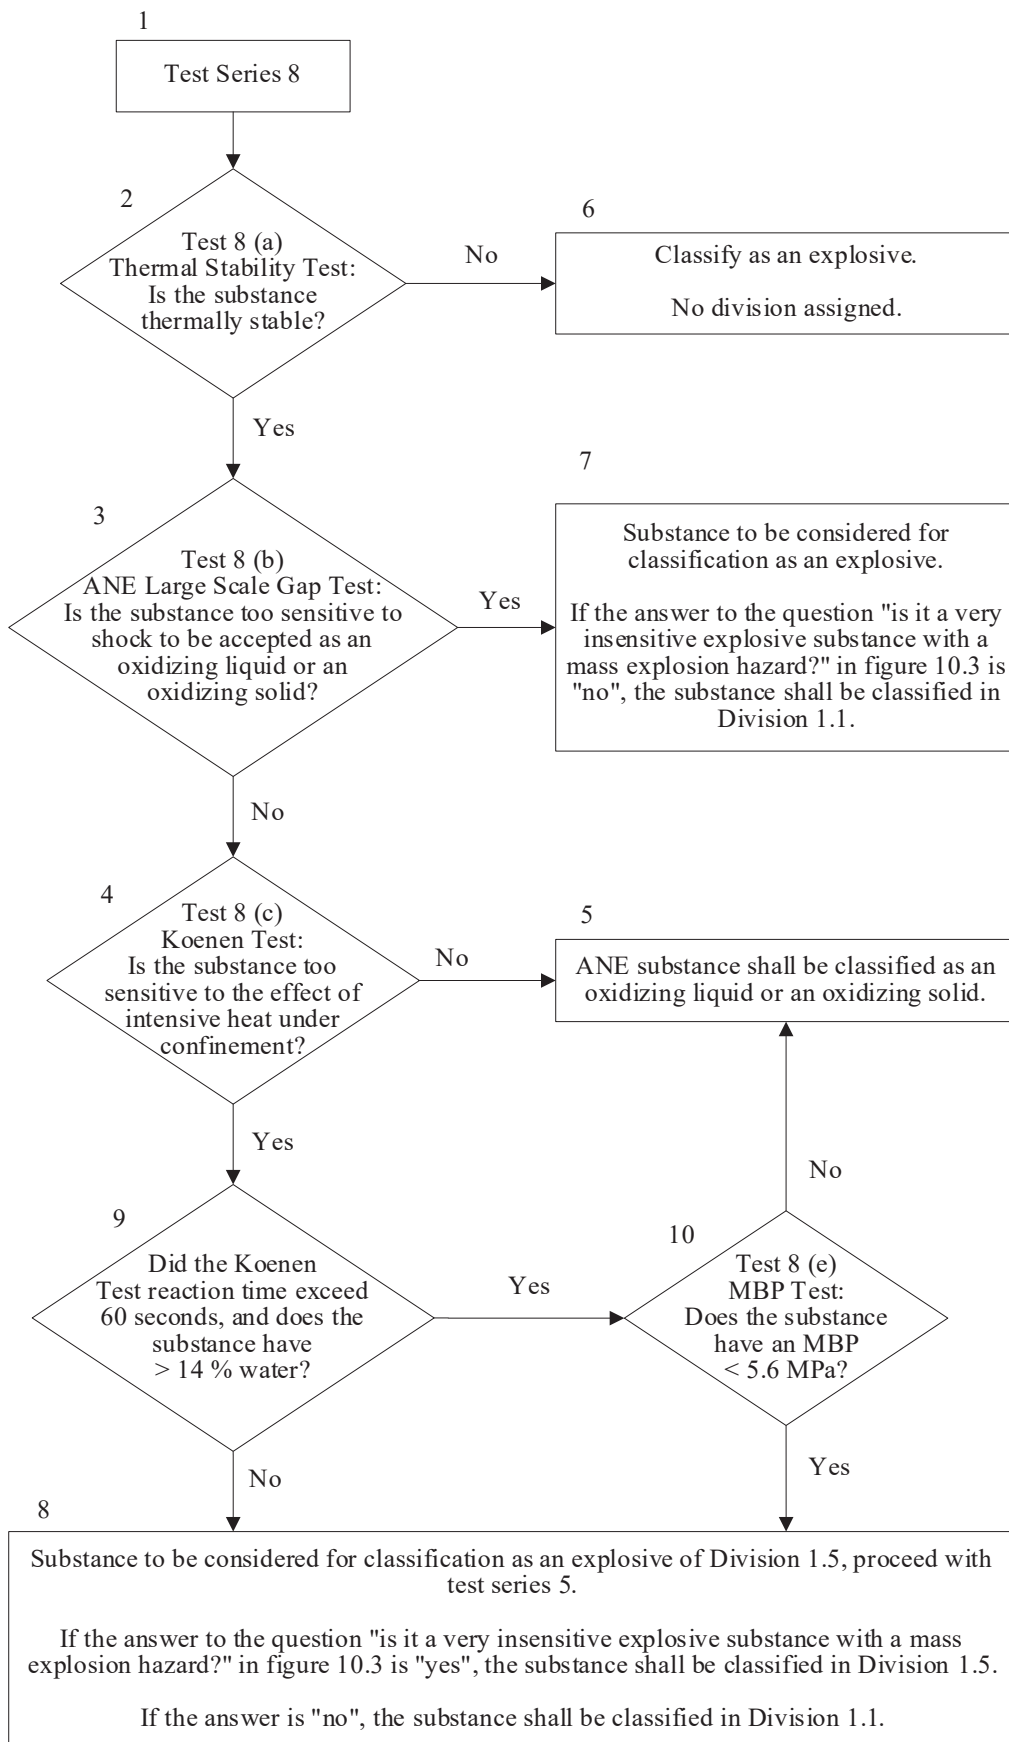 1
Test Series 8
2
Test 8 (a)
Thermal Stability Test:
Is the substance
thermally stable?
No
6
Classify as an explosive.
No division assigned.
Yes
3
Test 8 (b)
ANE Large Scale Gap Test:
Is the substance too sensitive to
shock to be accepted as an
oxidizing liquid or an
oxidizing solid?
Yes
7
Substance to be considered for
classification as an explosive.
If the answer to the question "is it a very
insensitive explosive substance with a
mass explosion hazard?" in figure 10.3 is
"no", the substance shall be classified in
Division 1.1.
No
4
Test 8 (c)
Koenen Test:
Is the substance too
sensitive to the effect of
intensive heat under
confinement?
No
5
ANE substance shall be classified as an
oxidizing liquid or an oxidizing solid.
Yes
No
9
Did the Koenen
Test reaction time exceed
60 seconds, and does the
substance have
> 14 % water?
Yes
10
Test 8 (e)
MBP Test:
Does the substance
have an MBP
< 5.6 MPa?
No
Yes
8
Substance to be considered for classification as an explosive of Division 1.5, proceed with
test series 5.
If the answer to the question "is it a very insensitive explosive substance with a mass
explosion hazard?" in figure 10.3 is "yes", the substance shall be classified in Division 1.5.
If the answer is "no", the substance shall be classified in Division 1.1.